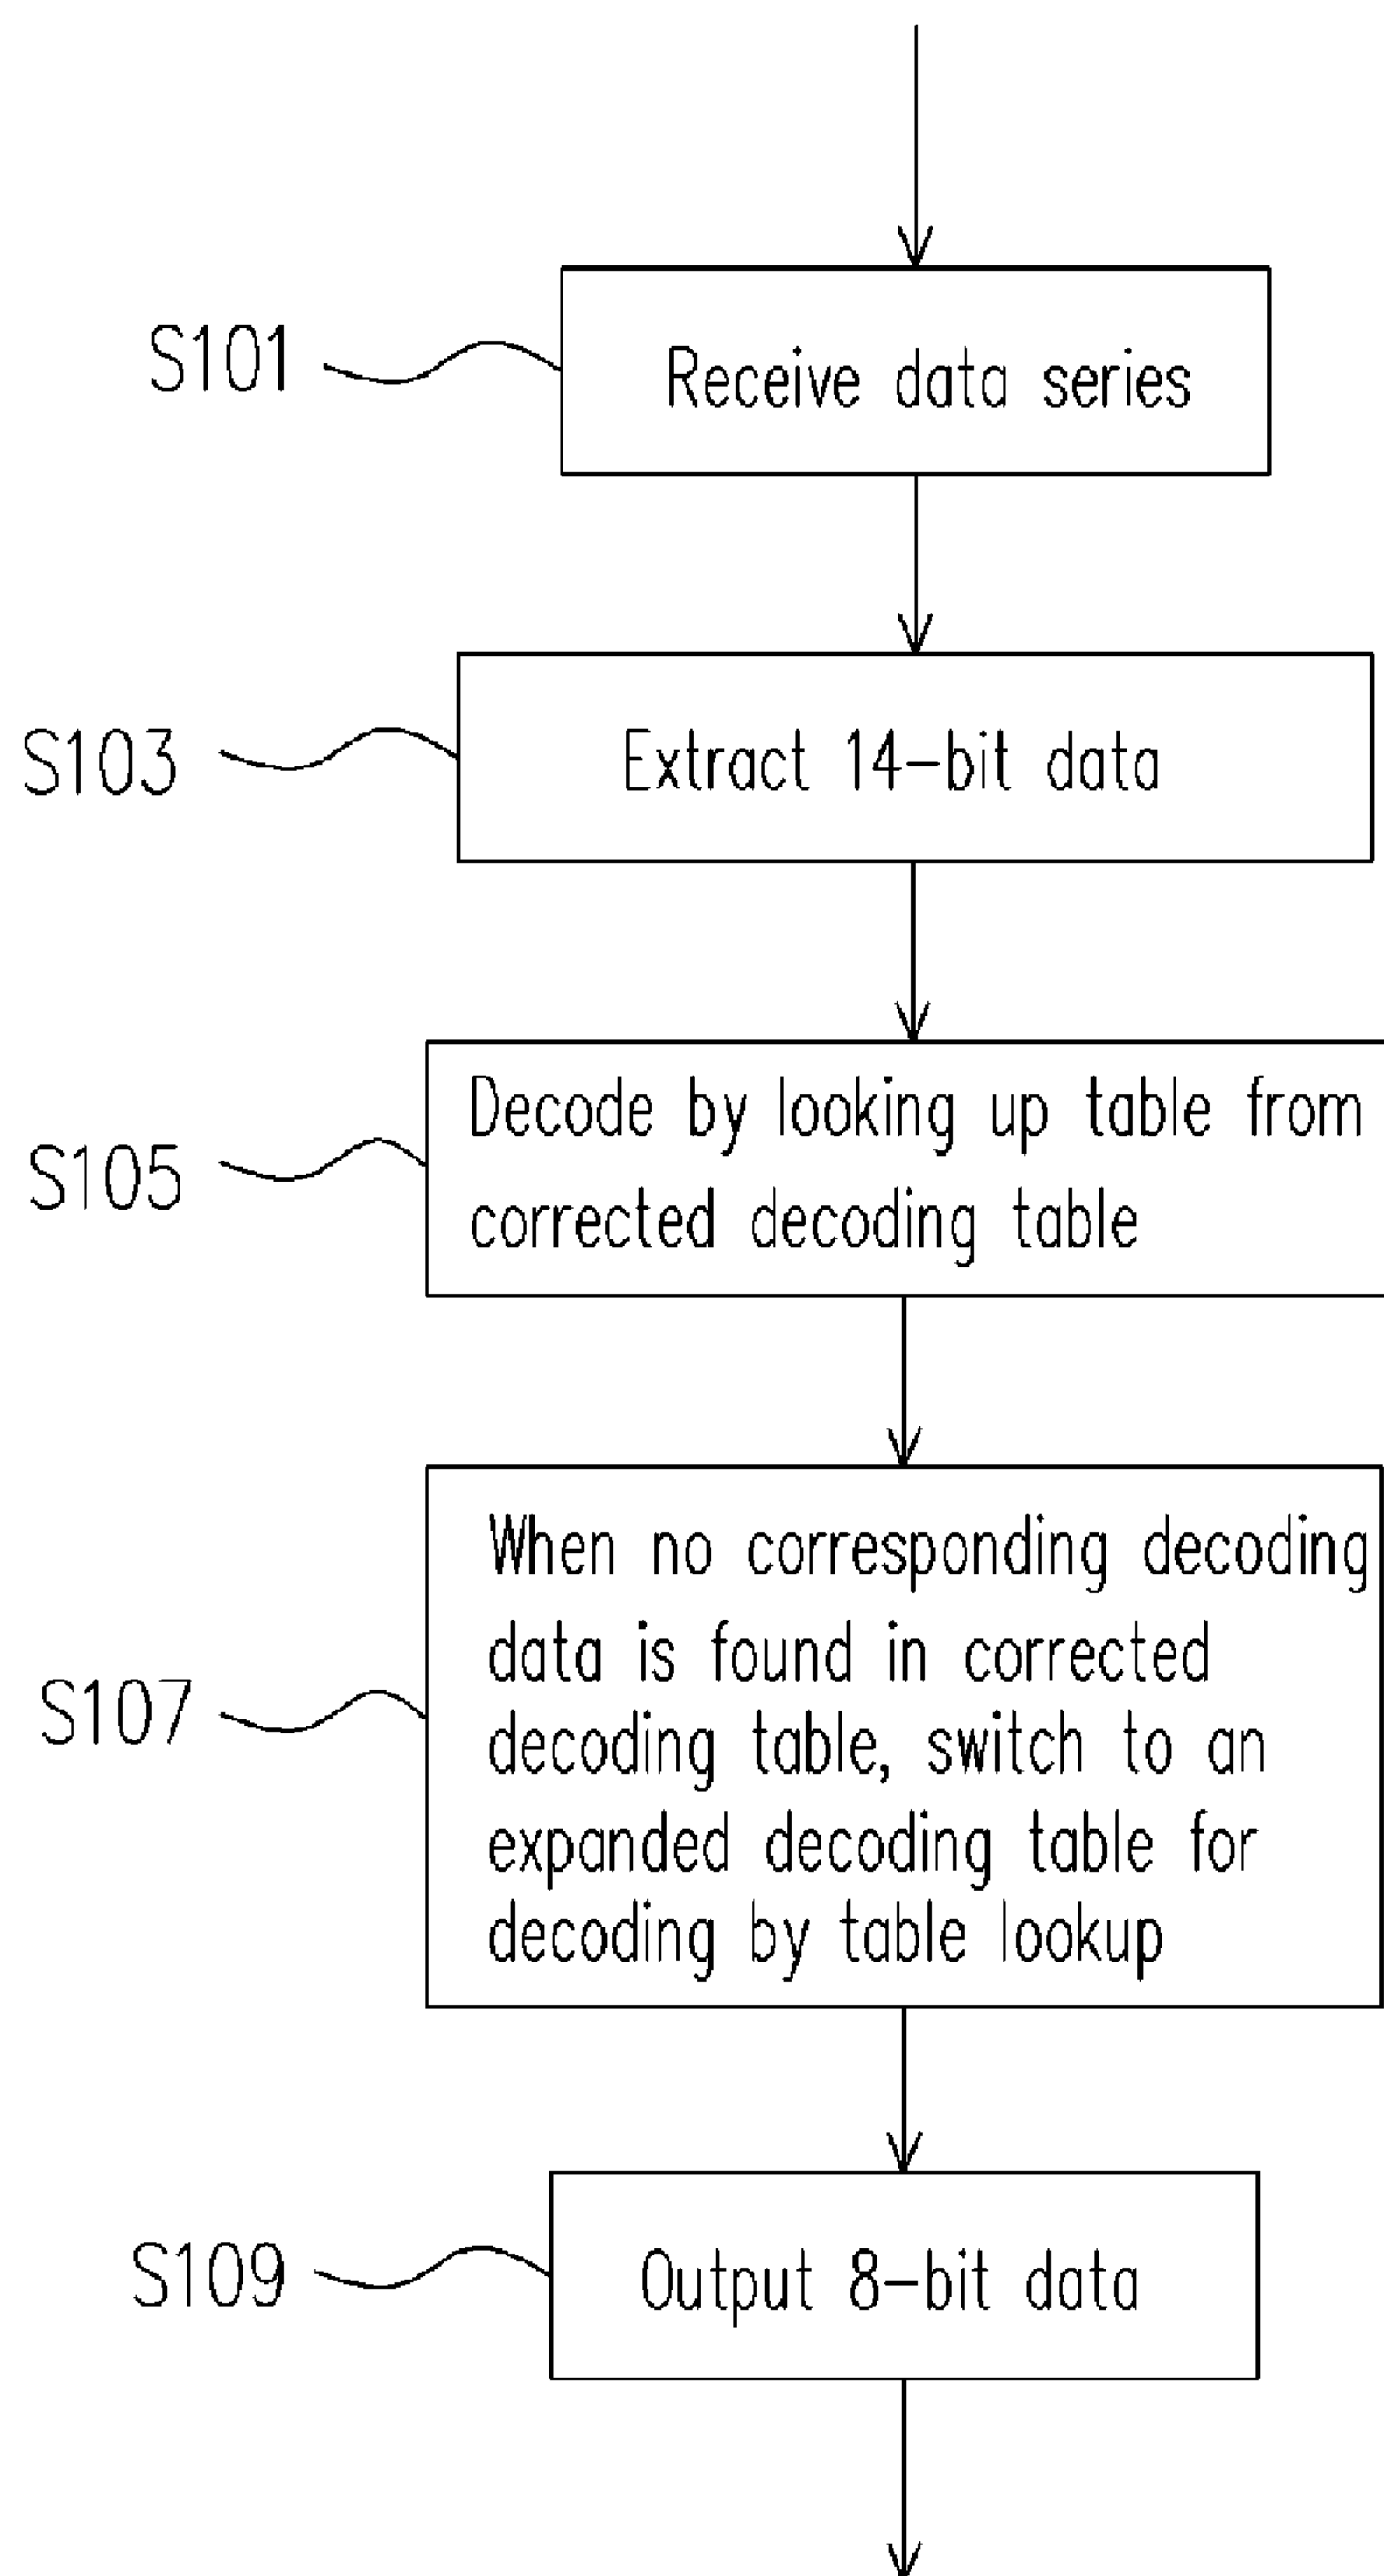 S101
Receive data series
S103
Extract 14-bit data
S105
Decode by looking up table from
corrected decoding table
S107
When no corresponding decoding
data is found in corrected
decoding table, switch to an
expanded decoding table for
decoding by table lookup
S109
Output 8-bit data